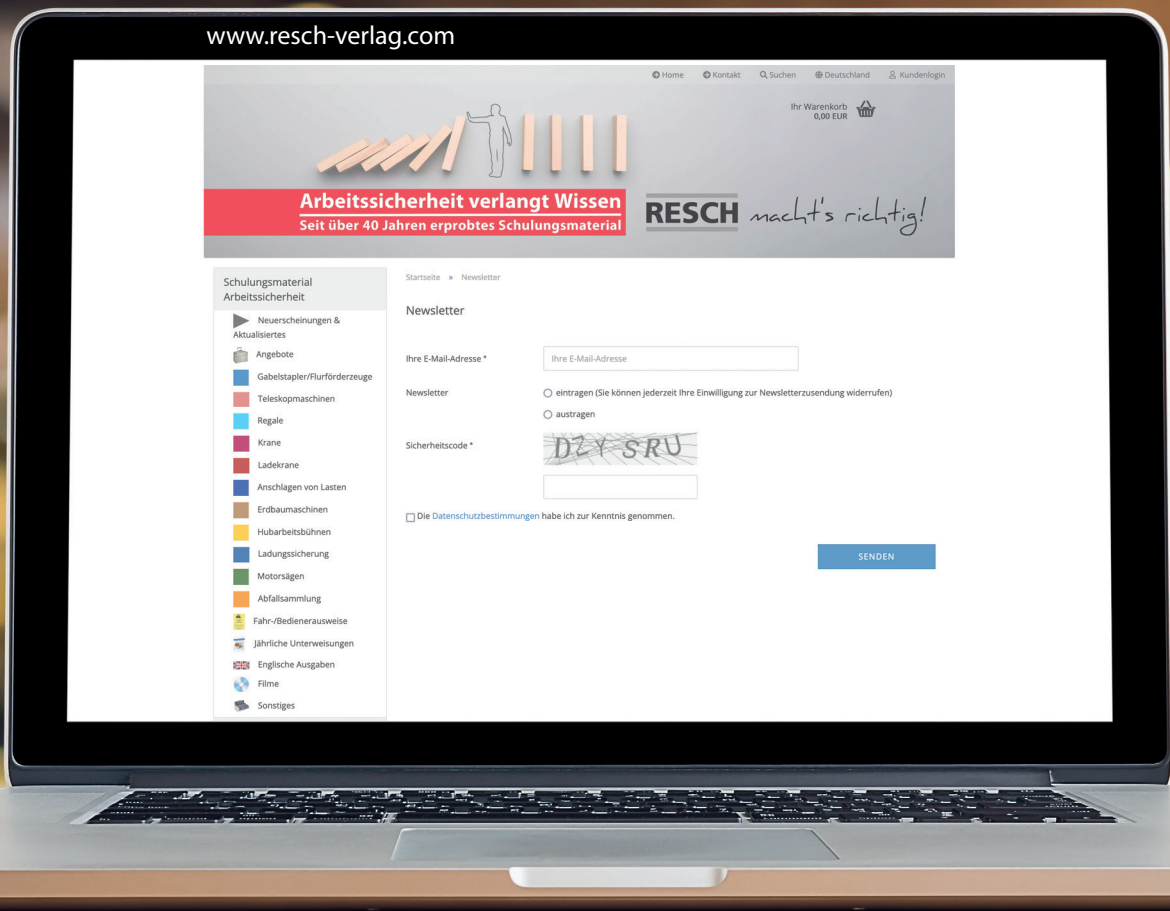 www.resch-verlag.com
Home Kontakt Suchen Deutschland Kundenlogin
Ihr Warenkorb
0,00 EUR
Arbeitssicherheit verlangt Wissen
Seit über 40 Jahren erprobtes Schulungsmaterial
RESCH macht's richtig!
Schulungsmaterial
Arbeitssicherheit
Neuerscheinungen &
Aktualisiertes
Angebote
Gabelstapler/Flurförderzeuge
Teleskopmaschinen
Regale
Krane
Ladekrane
Anschlagen von Lasten
Erdbaumaschinen
Hubarbeitsbühnen
Ladungssicherung
Motorsägen
Abfallsammlung
Fahr-/Bedienerausweise
Jährliche Unterweisungen
Englische Ausgaben
Filme
Sonstiges
Startseite » Newsletter
Newsletter
Ihre E-Mail-Adresse *
Ihre E-Mail-Adresse
Newsletter
eintragen (Sie können jederzeit Ihre Einwilligung zur Newsletterzusendung widerrufen)
austragen
Sicherheitscode *
DZYSRU
Die Datenschutzbestimmungen habe ich zur Kenntnis genommen.
SENDEN